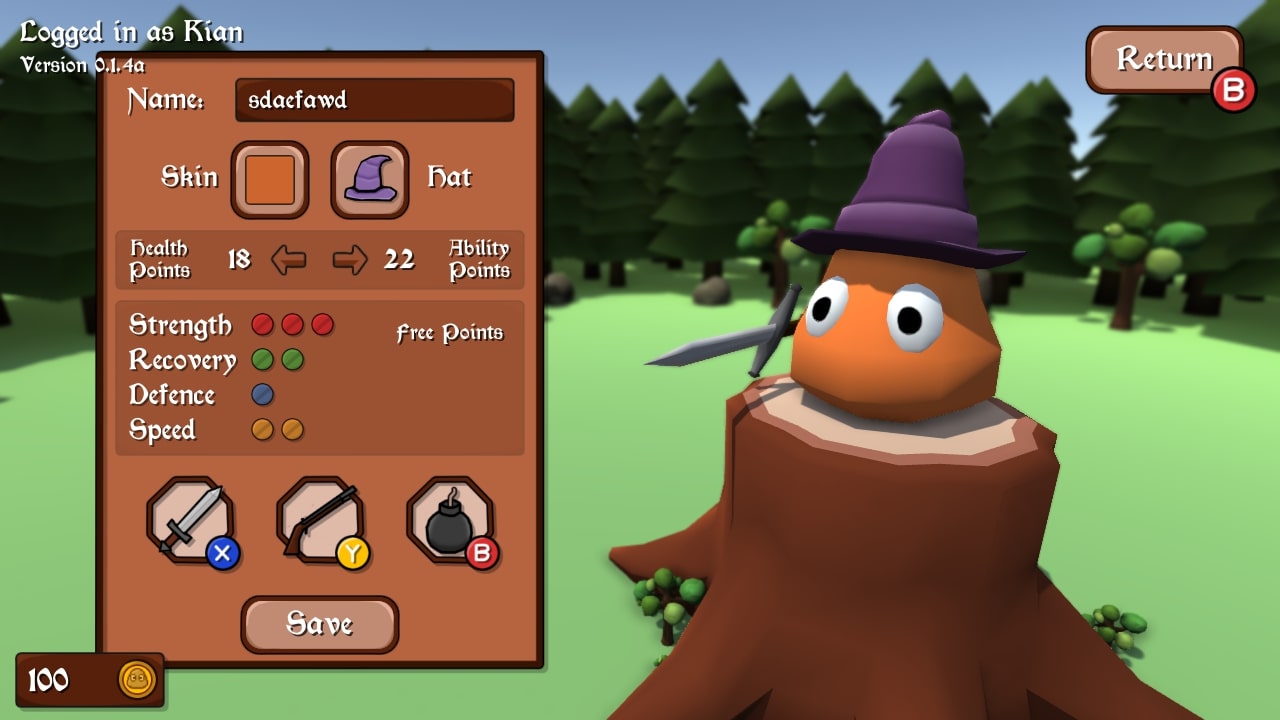 Logged in as Kian
Version 0.1.4a
Return
B
Name: sdaefawd
Skin Hat
Health Points 18 22 Ability Points
Strength Free Points
Recovery
Defence
Speed
X Y B
Save
100